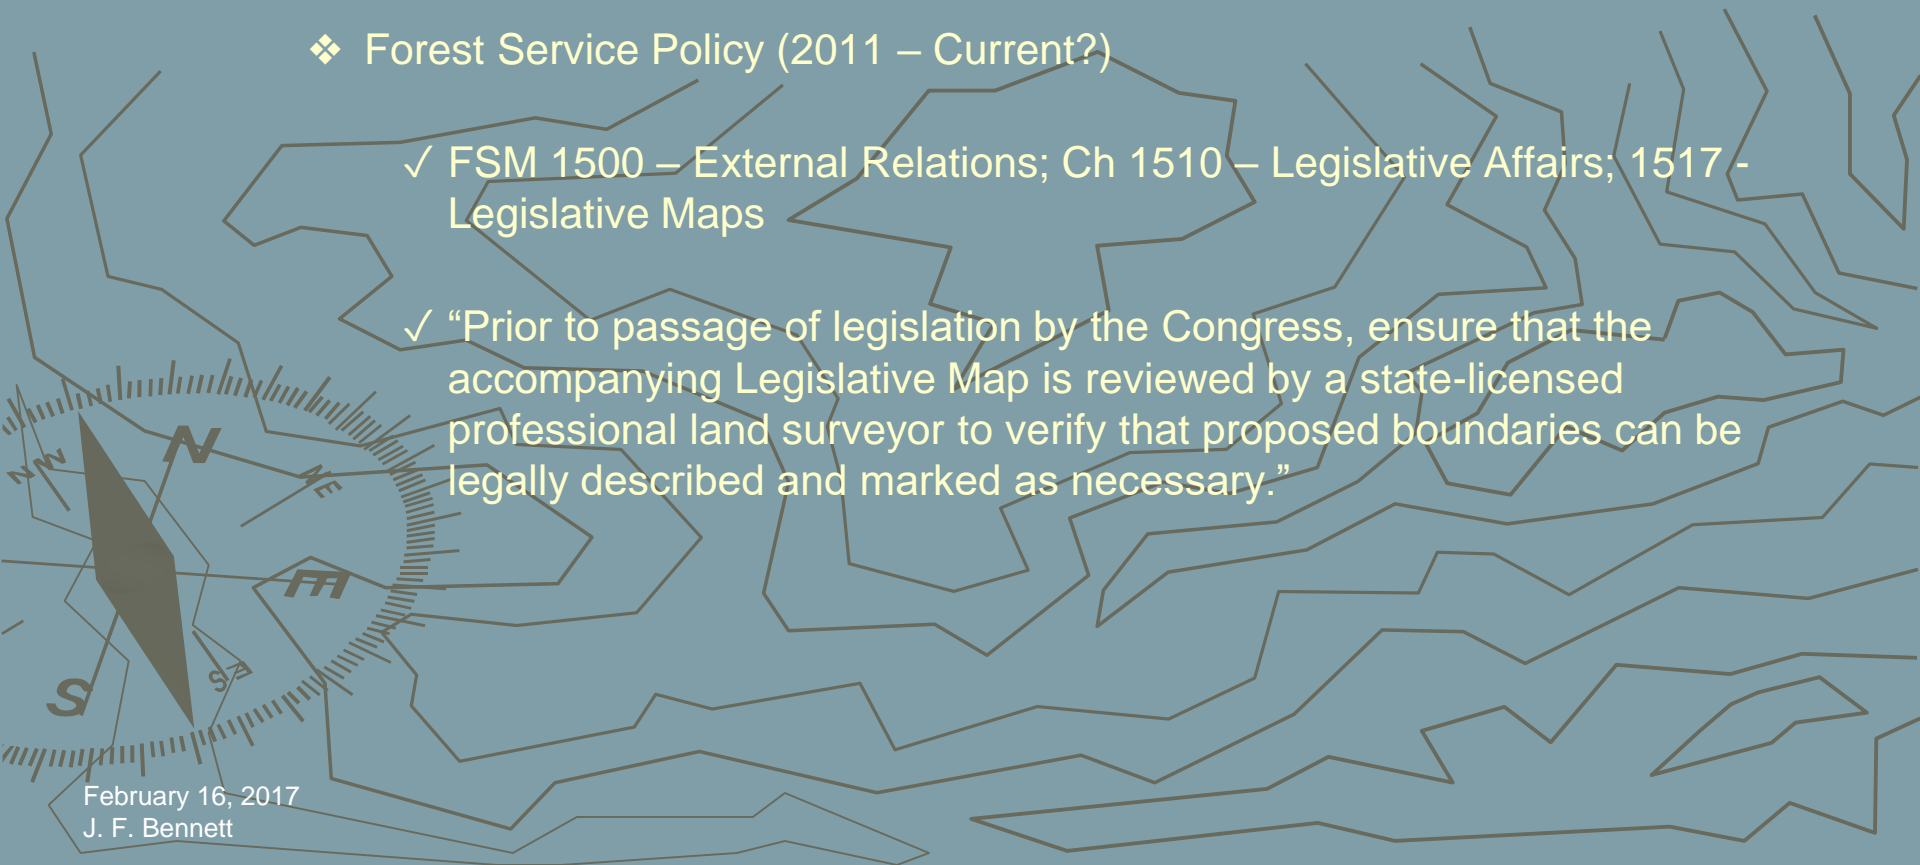 ❖ Forest Service Policy (2011 – Current?)
✓ FSM 1500 – External Relations; Ch 1510 – Legislative Affairs; 1517 -
Legislative Maps
✓ “Prior to passage of legislation by the Congress, ensure that the
accompanying Legislative Map is reviewed by a state-licensed
professional land surveyor to verify that proposed boundaries can be
legally described and marked as necessary.”
NW
N
NE
E
SE
S
February 16, 2017
J. F. Bennett